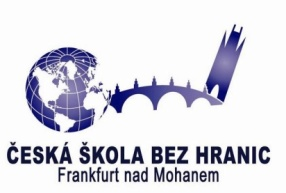 ČESKÁ ŠKOLA BEZ HRANIC
Frankfurt nad Mohanem